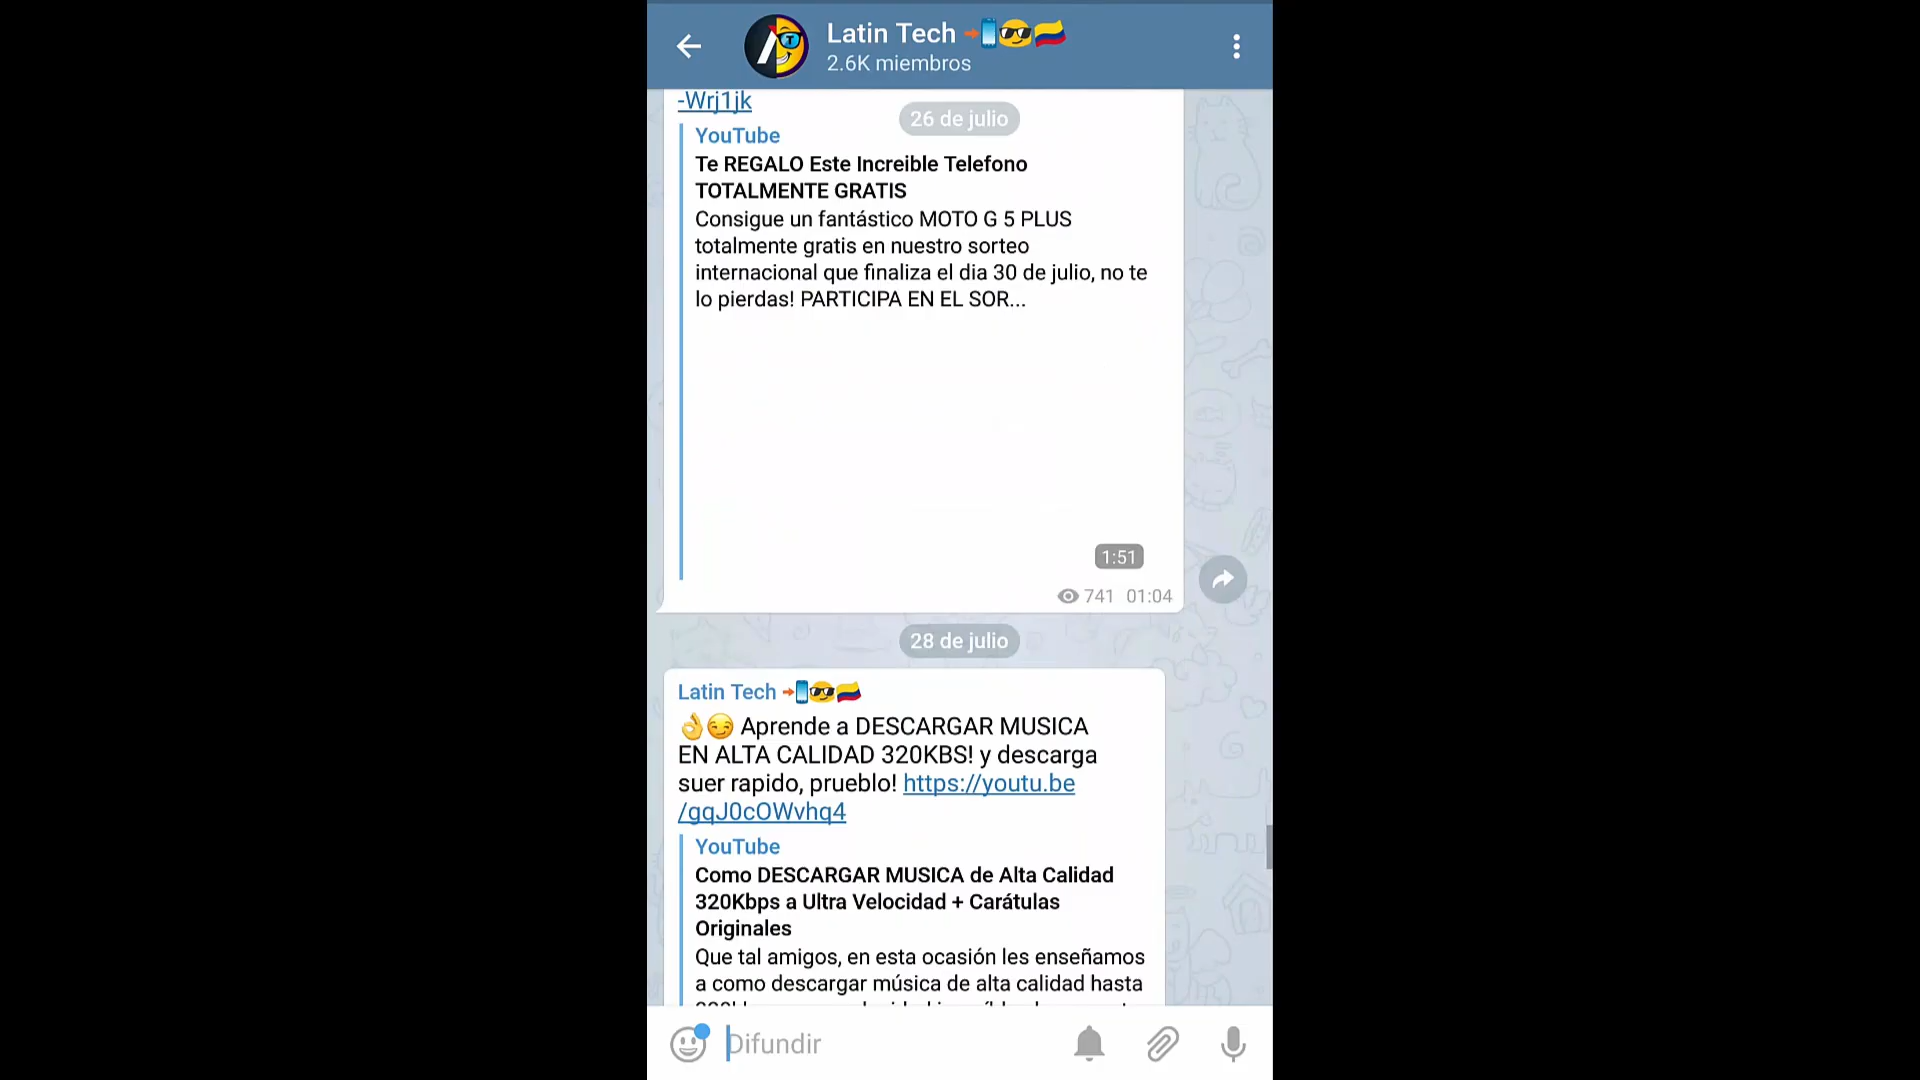 Latin Tech
2.6K miembros
-Wrj1jk
26 de julio
YouTube
Te REGALO Este Increible Telefono
TOTALMENTE GRATIS
Consigue un fantástico MOTO G 5 PLUS
totalmente gratis en nuestro sorteo
internacional que finaliza el dia 30 de julio, no te
lo pierdas! PARTICIPA EN EL SOR...
1:51
741 01:04
28 de julio
Latin Tech
Aprende a DESCARGAR MUSICA
EN ALTA CALIDAD 320KBS! y descarga
suer rapido, prueblo! https://youtu.be
/gqJ0cOWvhq4
YouTube
Como DESCARGAR MUSICA de Alta Calidad
320Kbps a Ultra Velocidad + Carátulas
Originales
Que tal amigos, en esta ocasión les enseñamos
a como descargar música de alta calidad hasta
Difundir